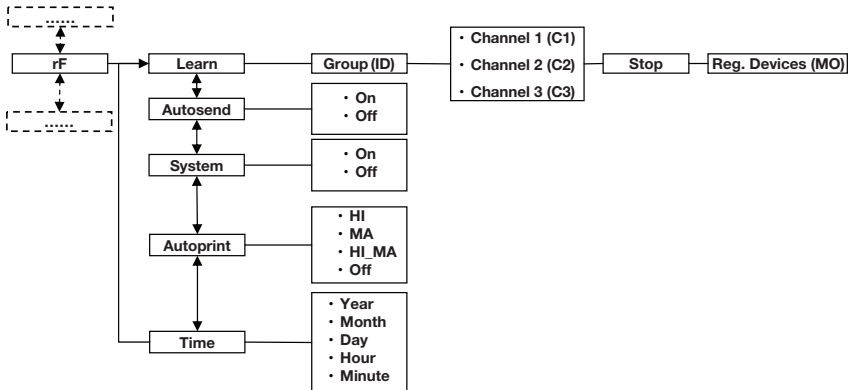 ......
rF
......
Learn
Group (ID)
• Channel 1 (C1)
• Channel 2 (C2)
• Channel 3 (C3)
Stop
Reg. Devices (MO)
Autosend
• On
• Off
System
• On
• Off
Autoprint
• HI
• MA
• HI_MA
• Off
Time
• Year
• Month
• Day
• Hour
• Minute